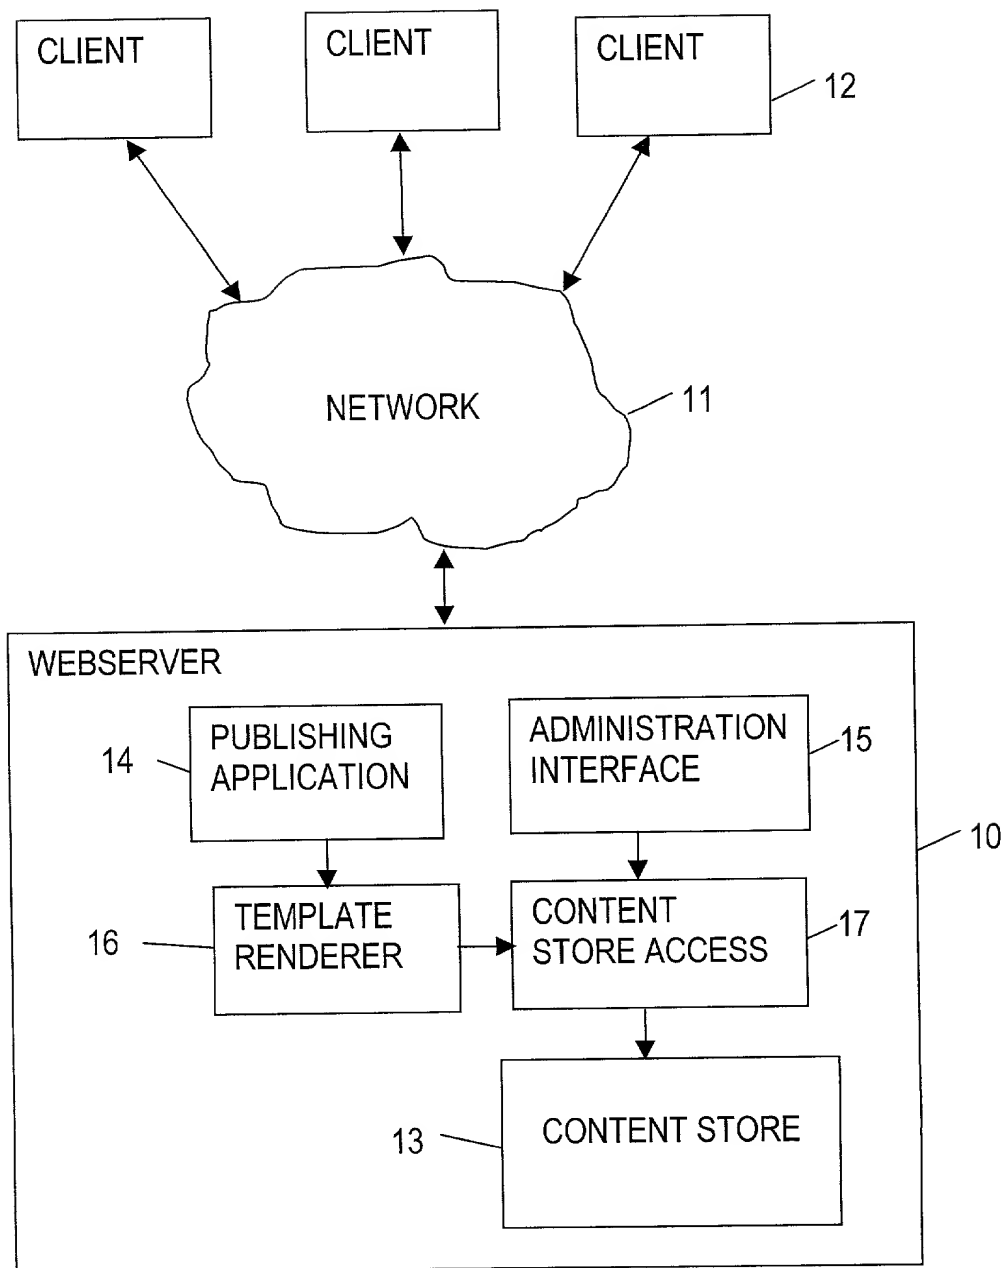 CLIENT
CLIENT
CLIENT
12
NETWORK
11
WEBSERVER
PUBLISHING
APPLICATION
14
ADMINISTRATION
INTERFACE
15
10
TEMPLATE
RENDERER
16
CONTENT
STORE ACCESS
17
CONTENT STORE
13